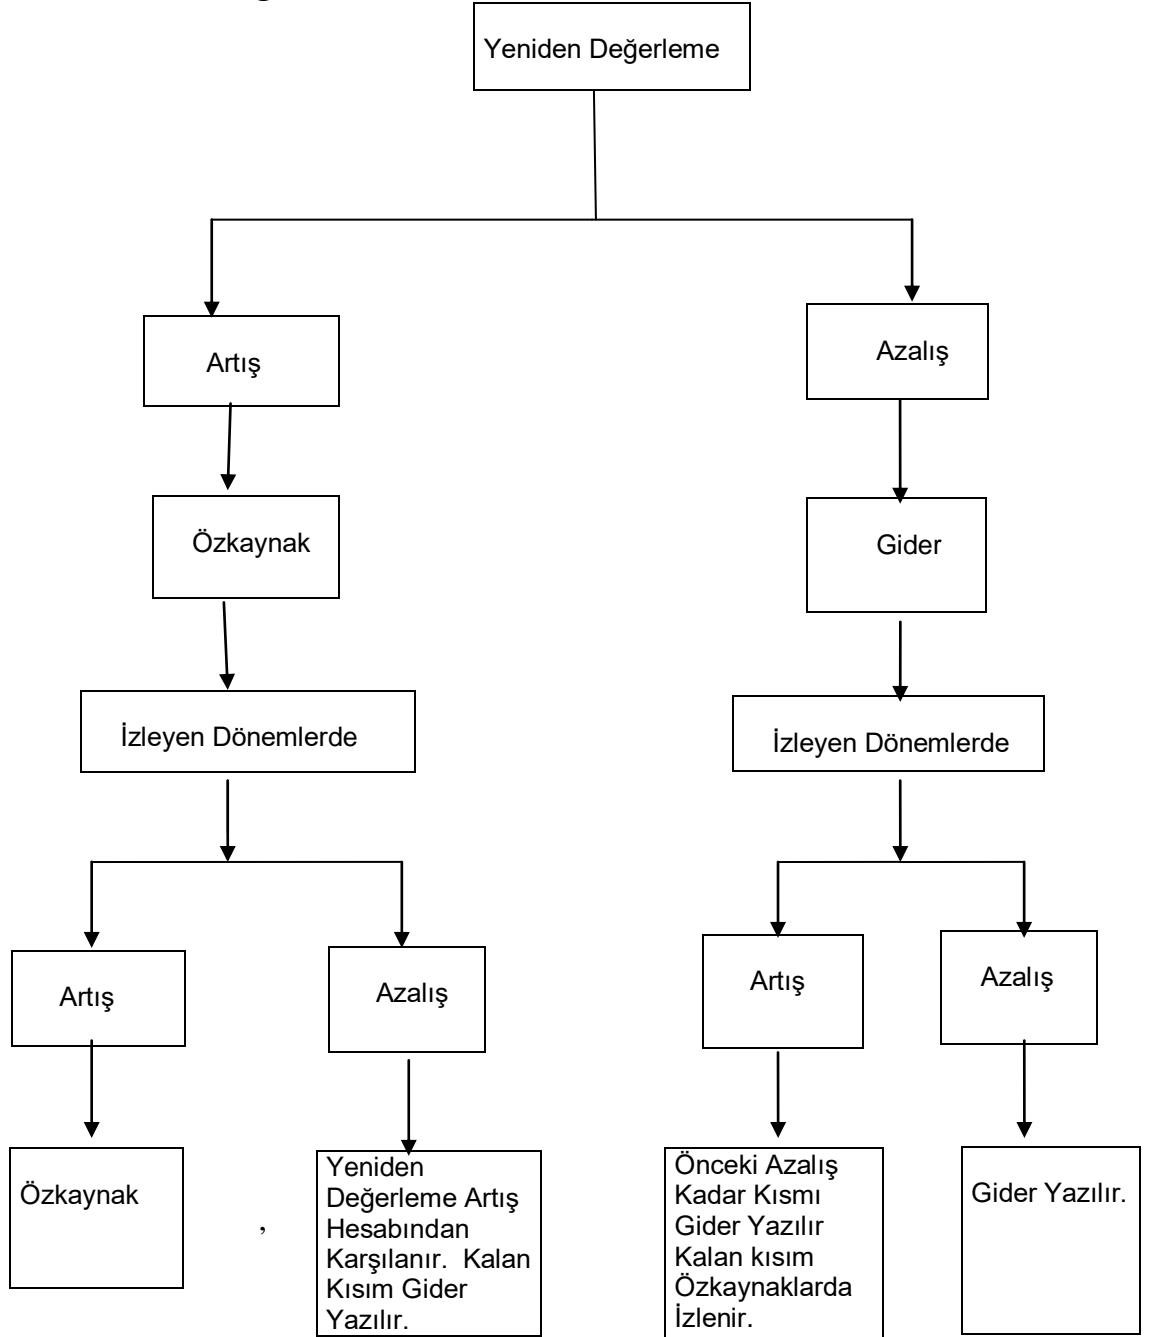 Yeniden Değerleme
Artış
Azalış
Özkaynak
Gider
İzleyen Dönemlerde
İzleyen Dönemlerde
Artış
Azalış
Artış
Azalış
Özkaynak
,
Yeniden
Değerleme Artış
Hesabından
Karşılanır. Kalan
Kısım Gider
Yazılır.
Önceki Azalış
Kadar Kısmı
Gider Yazılır
Kalan kısım
Özkaynaklarda
İzlenir.
Gider Yazılır.